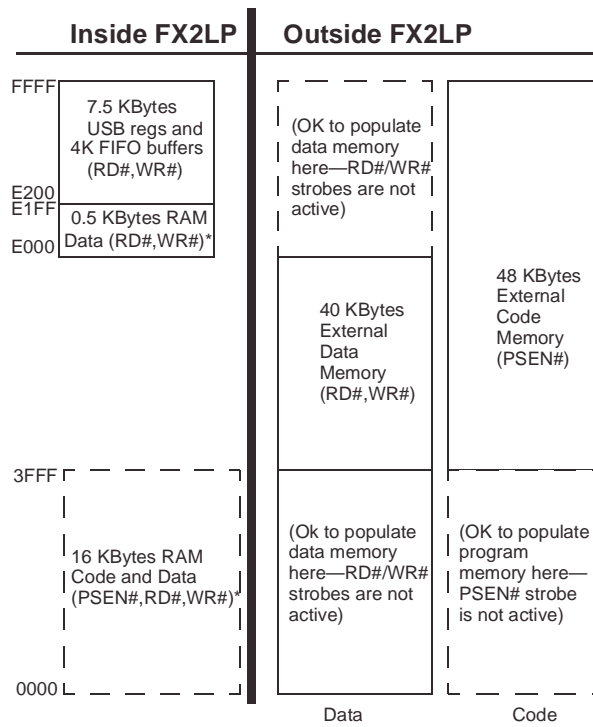 Inside FX2LP
Outside FX2LP
FFFF
7.5 KBytes
USB regs and
4K FIFO buffers
(RD#,WR#)
E200
E1FF
0.5 KBytes RAM
Data (RD#,WR#)*
E000
(OK to populate
data memory
here—RD#/WR#
strobes are not
active)
40 KBytes
External
Data
Memory
(RD#,WR#)
48 KBytes
External
Code
Memory
(PSEN#)
3FFF
16 KBytes RAM
Code and Data
(PSEN#,RD#,WR#)*
(Ok to populate
data memory
here—RD#/WR#
strobes are not
active)
(OK to populate
program
memory here—
PSEN# strobe
is not active)
0000
Data
Code